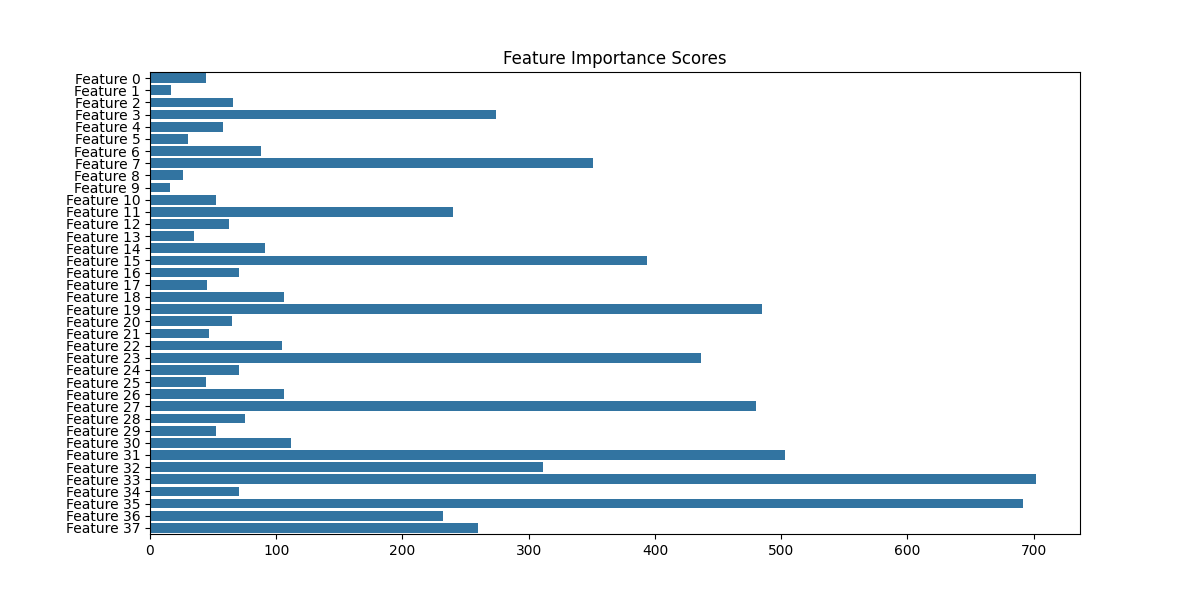 Feature Importance Scores
Feature 0
Feature 1
Feature 2
Feature 3
Feature 4
Feature 5
Feature 6
Feature 7
Feature 8
Feature 9
Feature 10
Feature 11
Feature 12
Feature 13
Feature 14
Feature 15
Feature 16
Feature 17
Feature 18
Feature 19
Feature 20
Feature 21
Feature 22
Feature 23
Feature 24
Feature 25
Feature 26
Feature 27
Feature 28
Feature 29
Feature 30
Feature 31
Feature 32
Feature 33
Feature 34
Feature 35
Feature 36
Feature 37
0 100 200 300 400 500 600 700